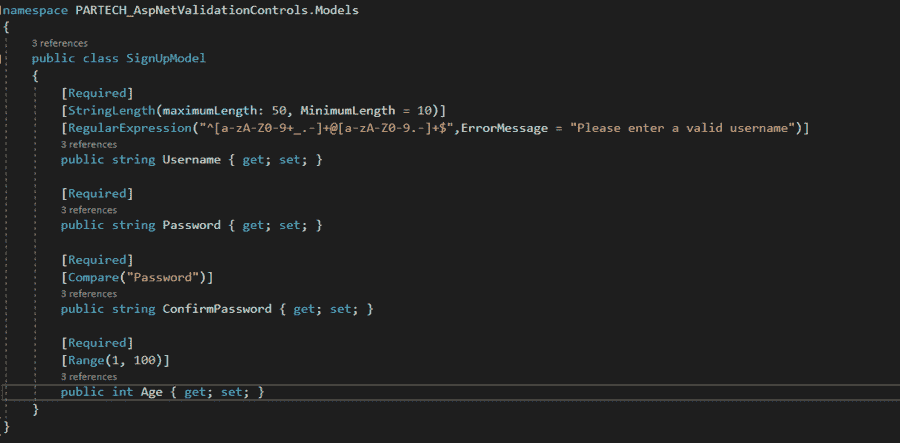 namespace PARTECH_AspNetValidationControls.Models
{
3 references
public class SignUpModel
{
[Required]
[StringLength(maximumLength: 50, MinimumLength = 10)]
[RegularExpression("^[a-zA-Z0-9+_.-]+@[a-zA-Z0-9.-]+$",ErrorMessage = "Please enter a valid username")]
3 references
public string Username { get; set; }
[Required]
3 references
public string Password { get; set; }
[Required]
[Compare("Password")]
3 references
public string ConfirmPassword { get; set; }
[Required]
[Range(1, 100)]
3 references
public int Age { get; set; }
}
}